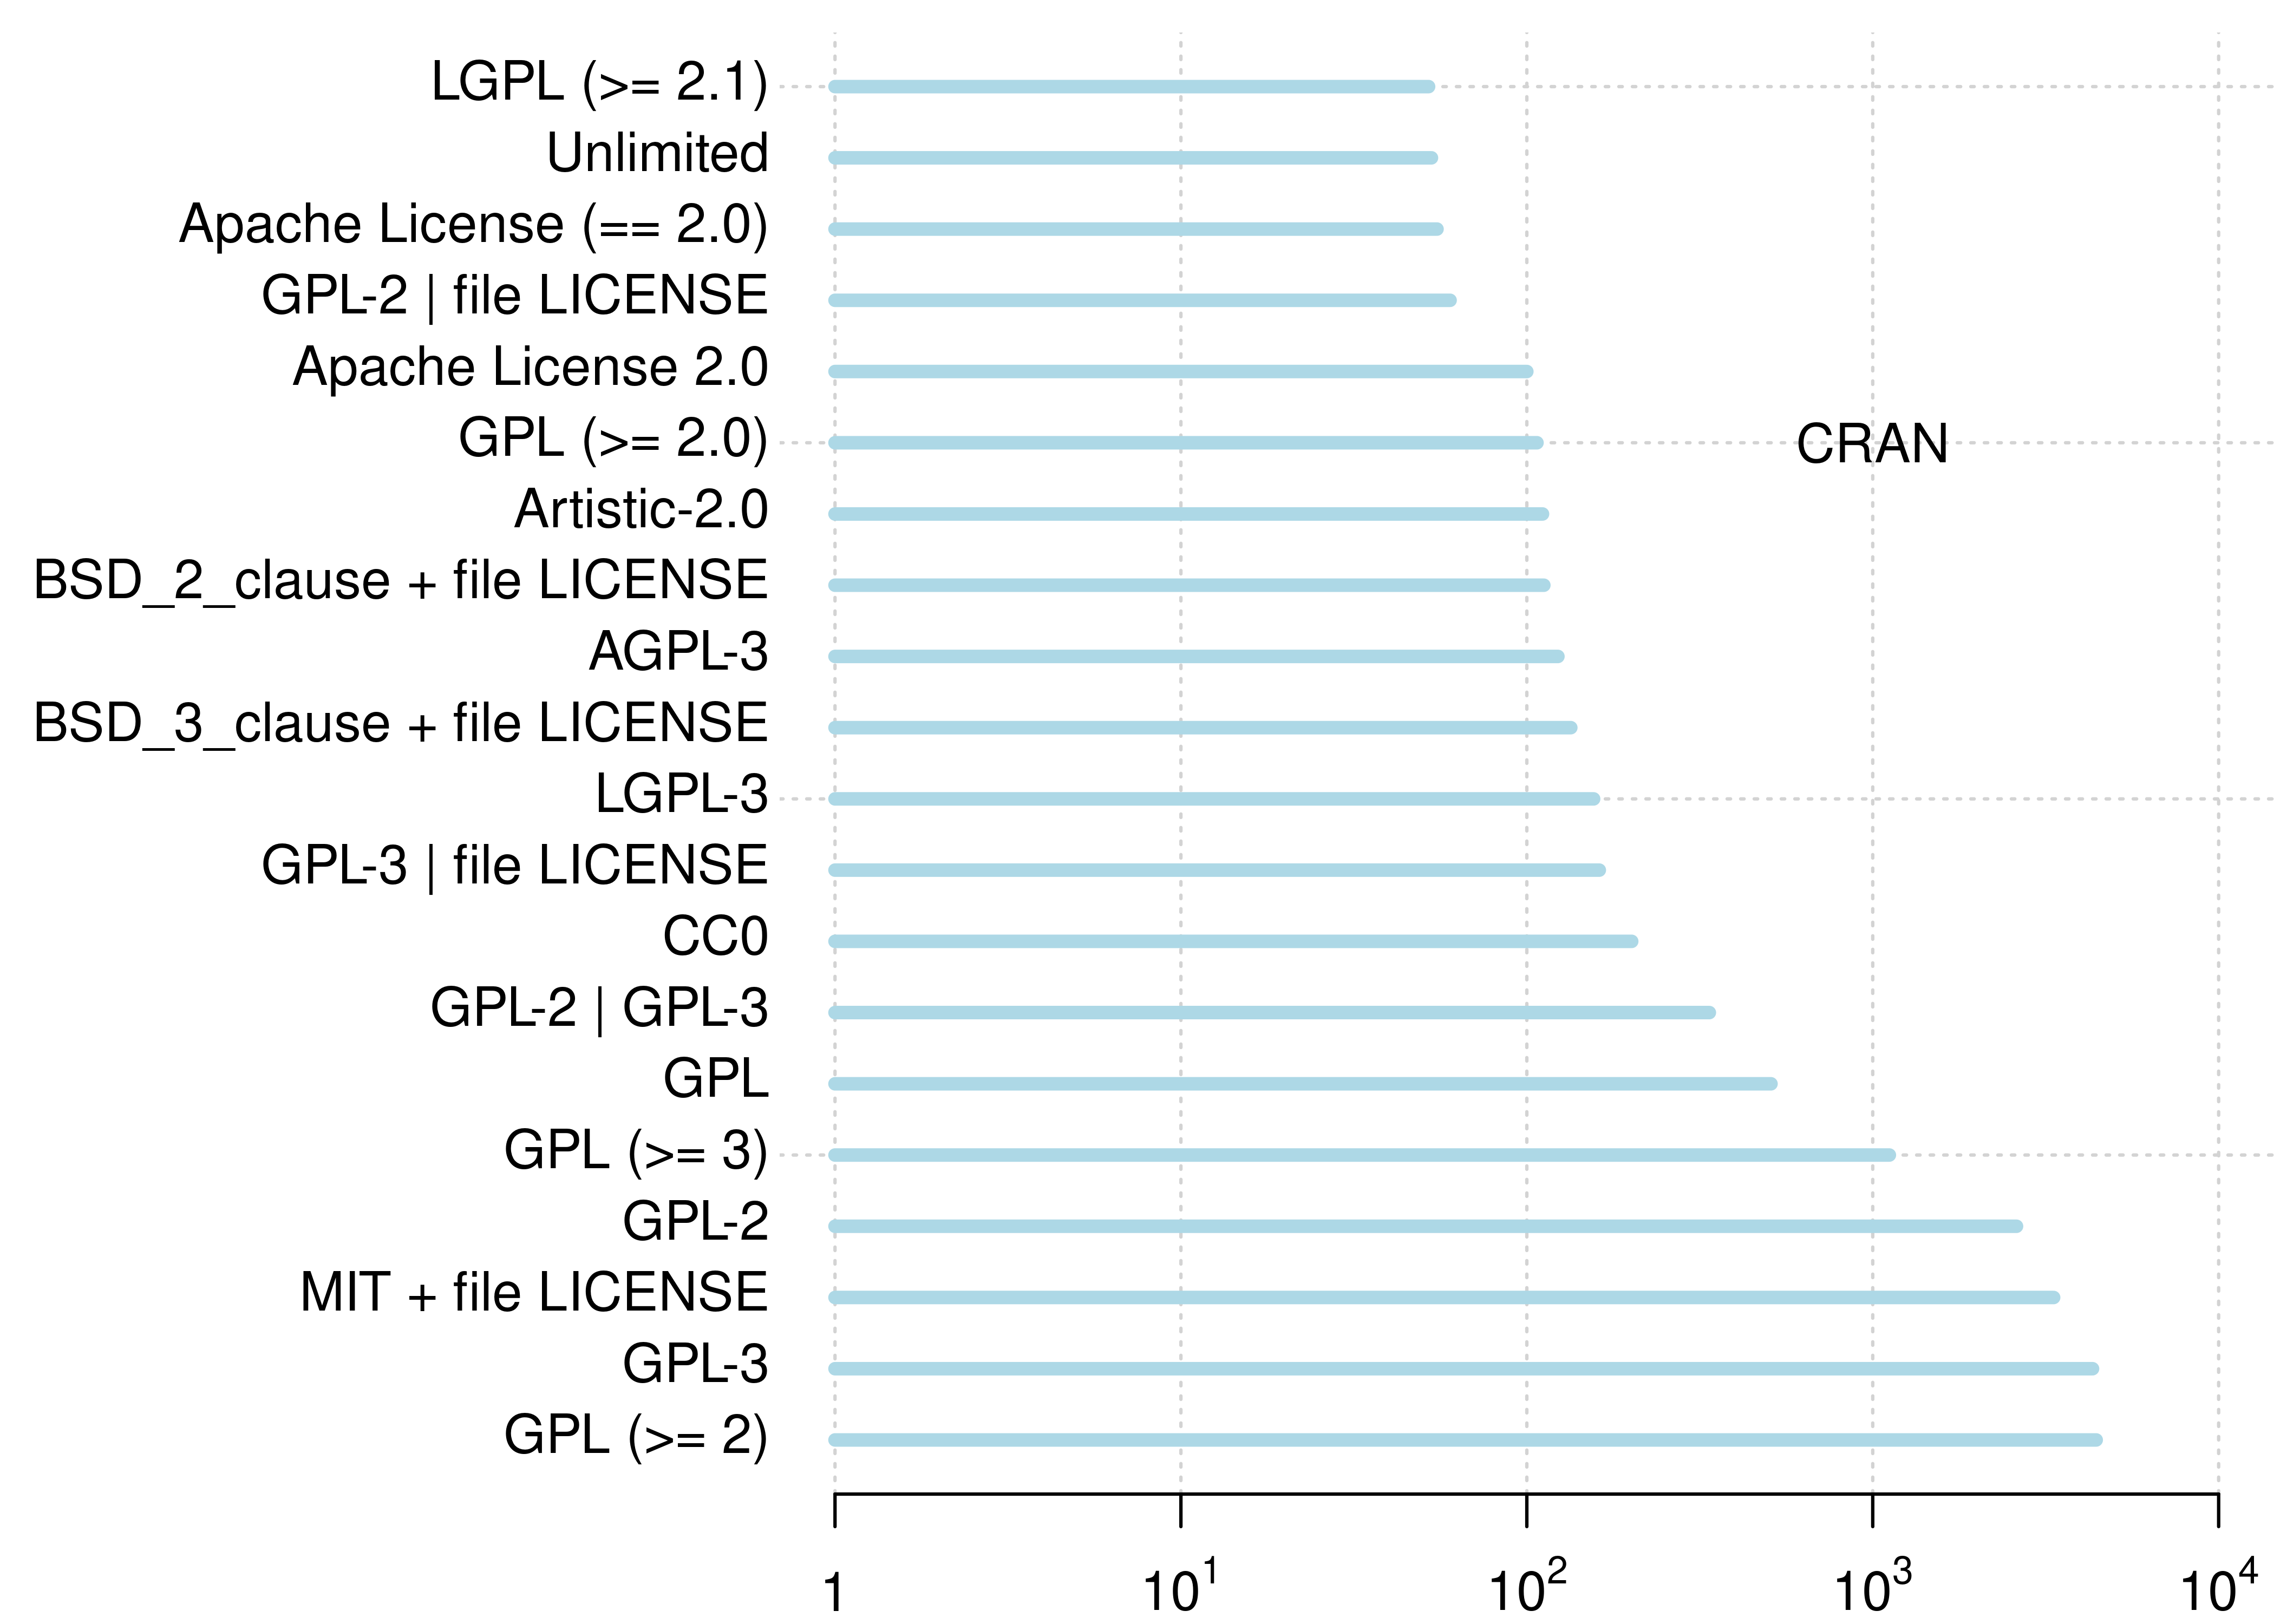 LGPL (>= 2.1)
Unlimited
Apache License (== 2.0)
GPL-2 | file LICENSE
Apache License 2.0
GPL (>= 2.0)
CRAN
Artistic-2.0
BSD_2_clause + file LICENSE
AGPL-3
BSD_3_clause + file LICENSE
LGPL-3
GPL-3 | file LICENSE
CC0
GPL-2 | GPL-3
GPL
GPL (>= 3)
GPL-2
MIT + file LICENSE
GPL-3
GPL (>= 2)
1 10¹ 10² 10³ 10⁴